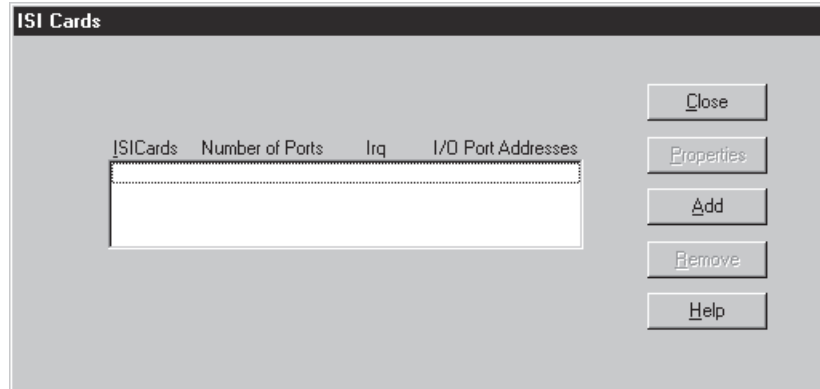 ISI Cards
Close
ISICards Number of Ports Irq I/O Port Addresses
Properties
Add
Remove
Help